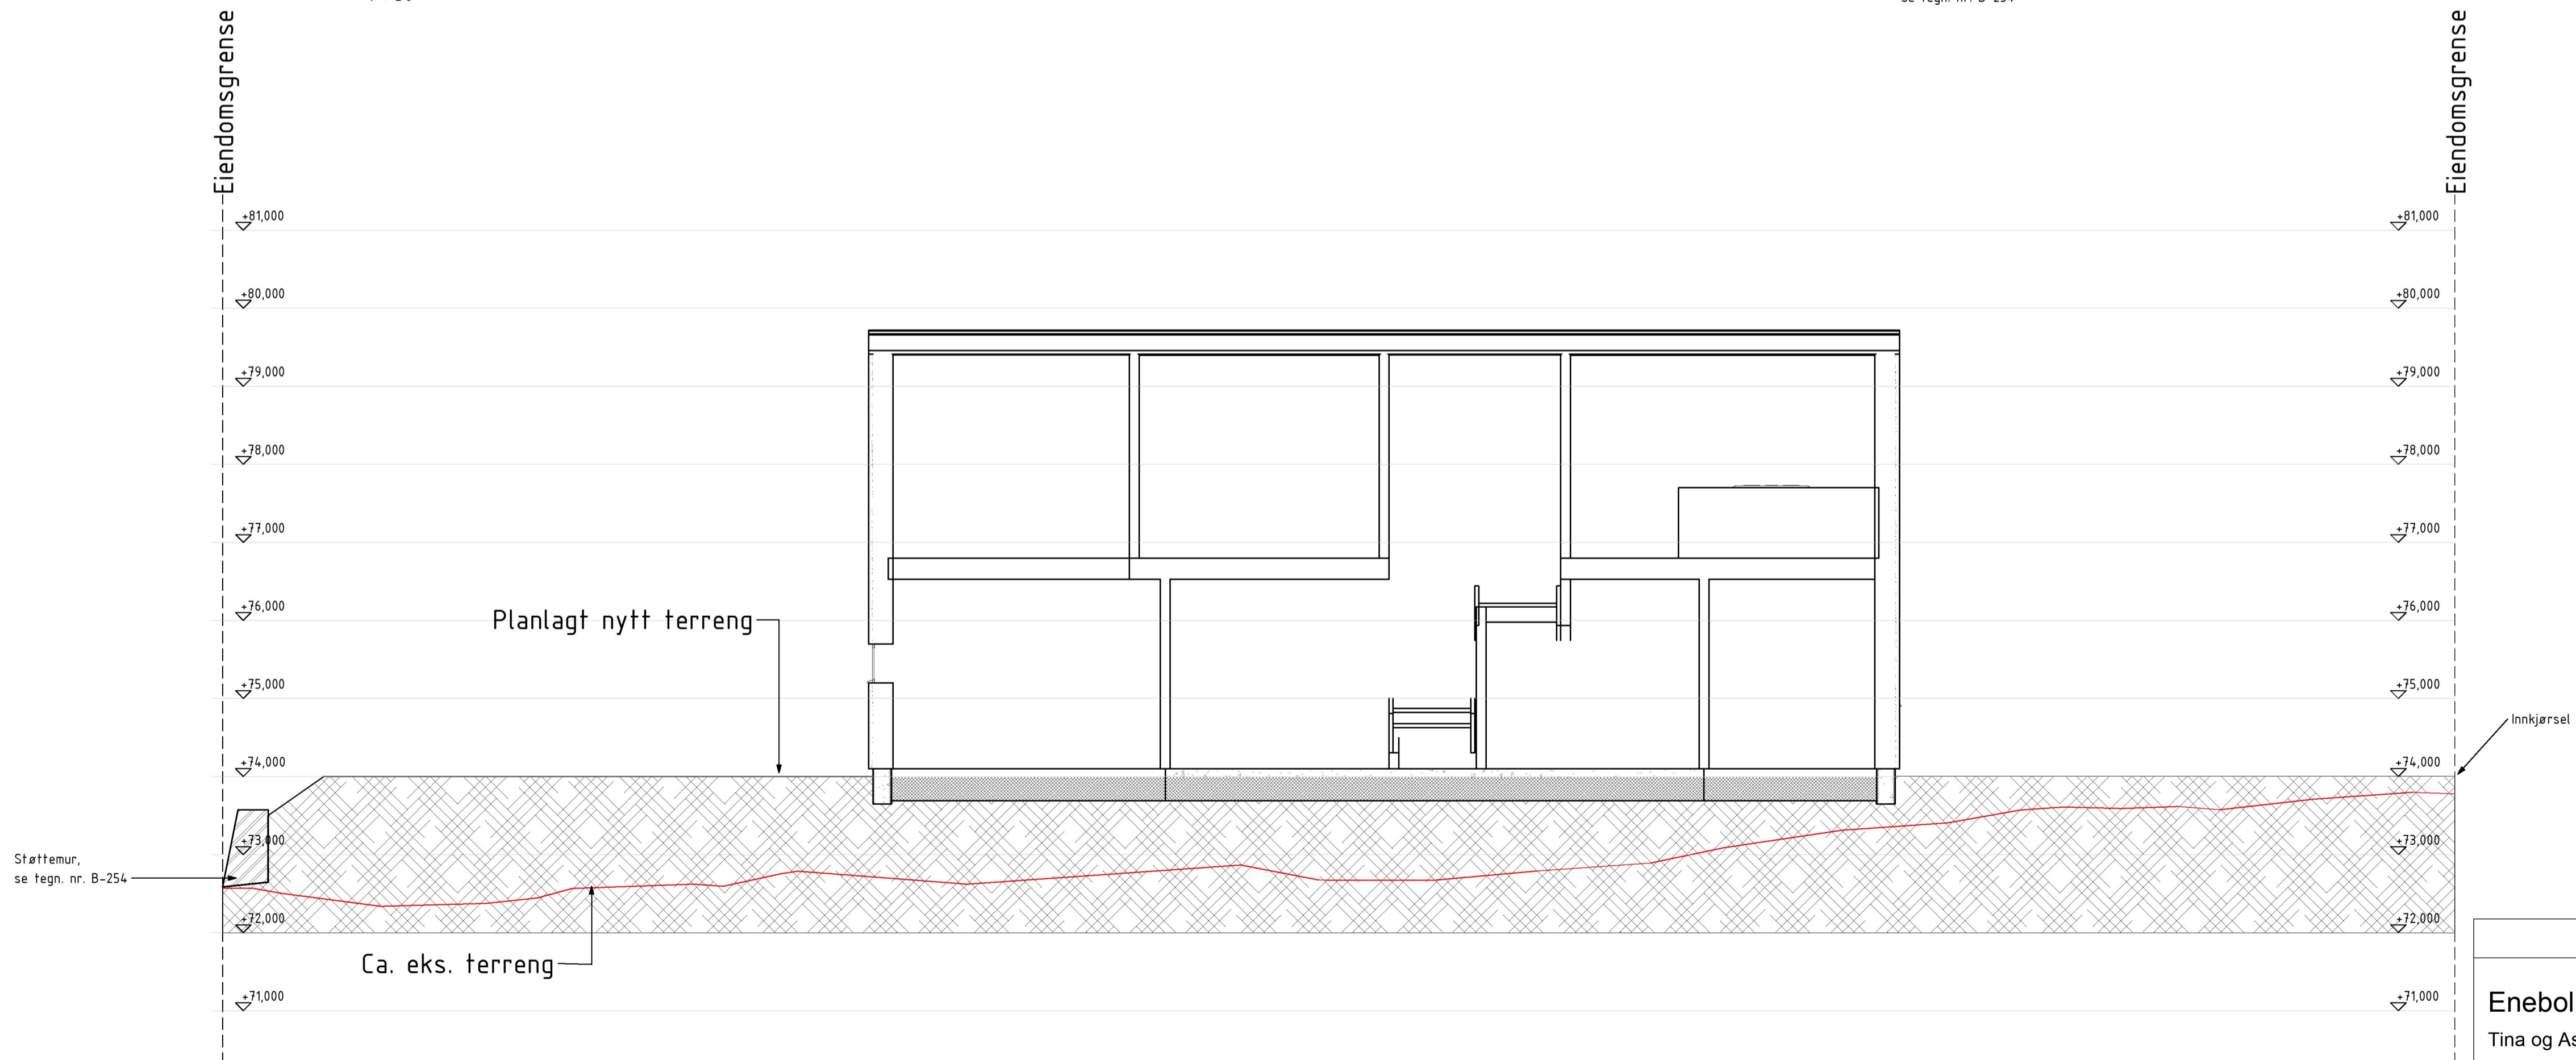 Eiendomsgrense
Eiendomsgrense
+81,000
+81,000
+80,000
+80,000
+79,000
+79,000
+78,000
+78,000
+77,000
+77,000
+76,000
+76,000
Planlagt nytt terreng
+75,000
+75,000
Innkjørsel
+74,000
+74,000
+73,000
+73,000
Støttemur,
se tegn. nr. B-254
+72,000
+72,000
Ca. eks. terreng
+71,000
+71,000
Enebol
Tina og As